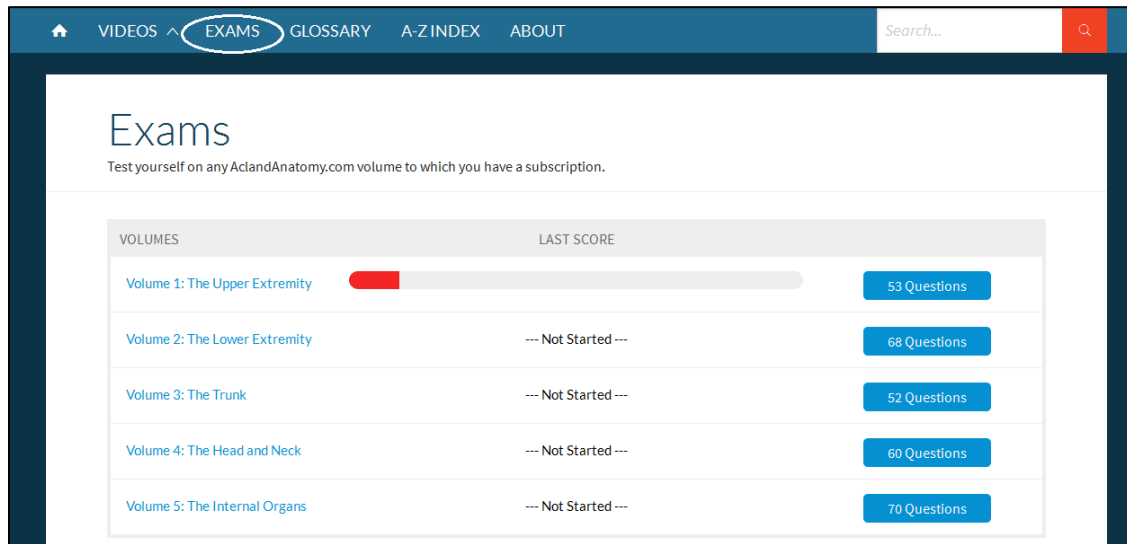 VIDEOS EXAMS GLOSSARY A-Z INDEX ABOUT Search...
Exams
Test yourself on any AclandAnatomy.com volume to which you have a subscription.
VOLUMES LAST SCORE
Volume 1: The Upper Extremity 53 Questions
Volume 2: The Lower Extremity --- Not Started --- 68 Questions
Volume 3: The Trunk --- Not Started --- 52 Questions
Volume 4: The Head and Neck --- Not Started --- 60 Questions
Volume 5: The Internal Organs --- Not Started --- 70 Questions